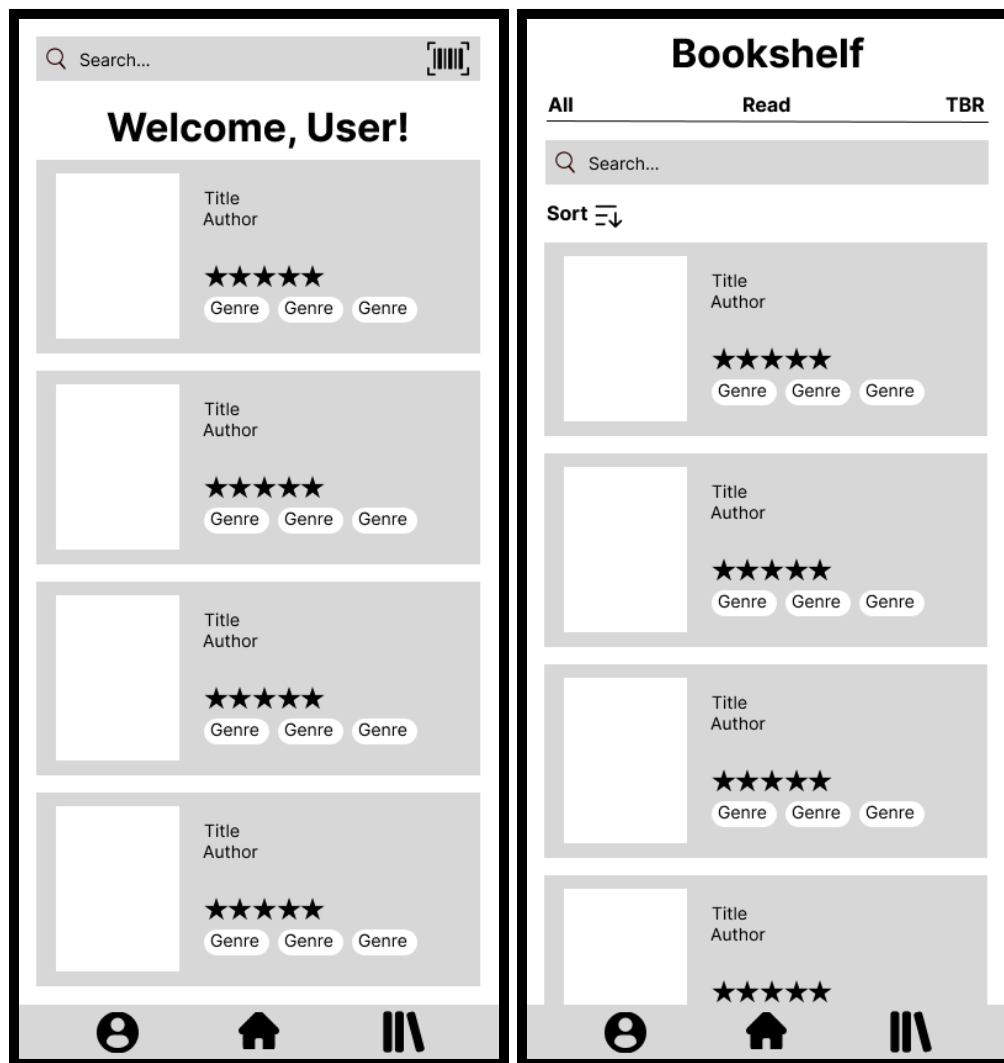 Search...
Welcome, User!
Title
Author
★★★★★
Genre Genre Genre
Title
Author
★★★★★
Genre Genre Genre
Title
Author
★★★★★
Genre Genre Genre
Title
Author
★★★★★
Genre Genre Genre
Bookshelf
All Read TBR
Search...
Sort
Title
Author
★★★★★
Genre Genre Genre
Title
Author
★★★★★
Genre Genre Genre
Title
Author
★★★★★
Genre Genre Genre
Title
Author
★★★★★